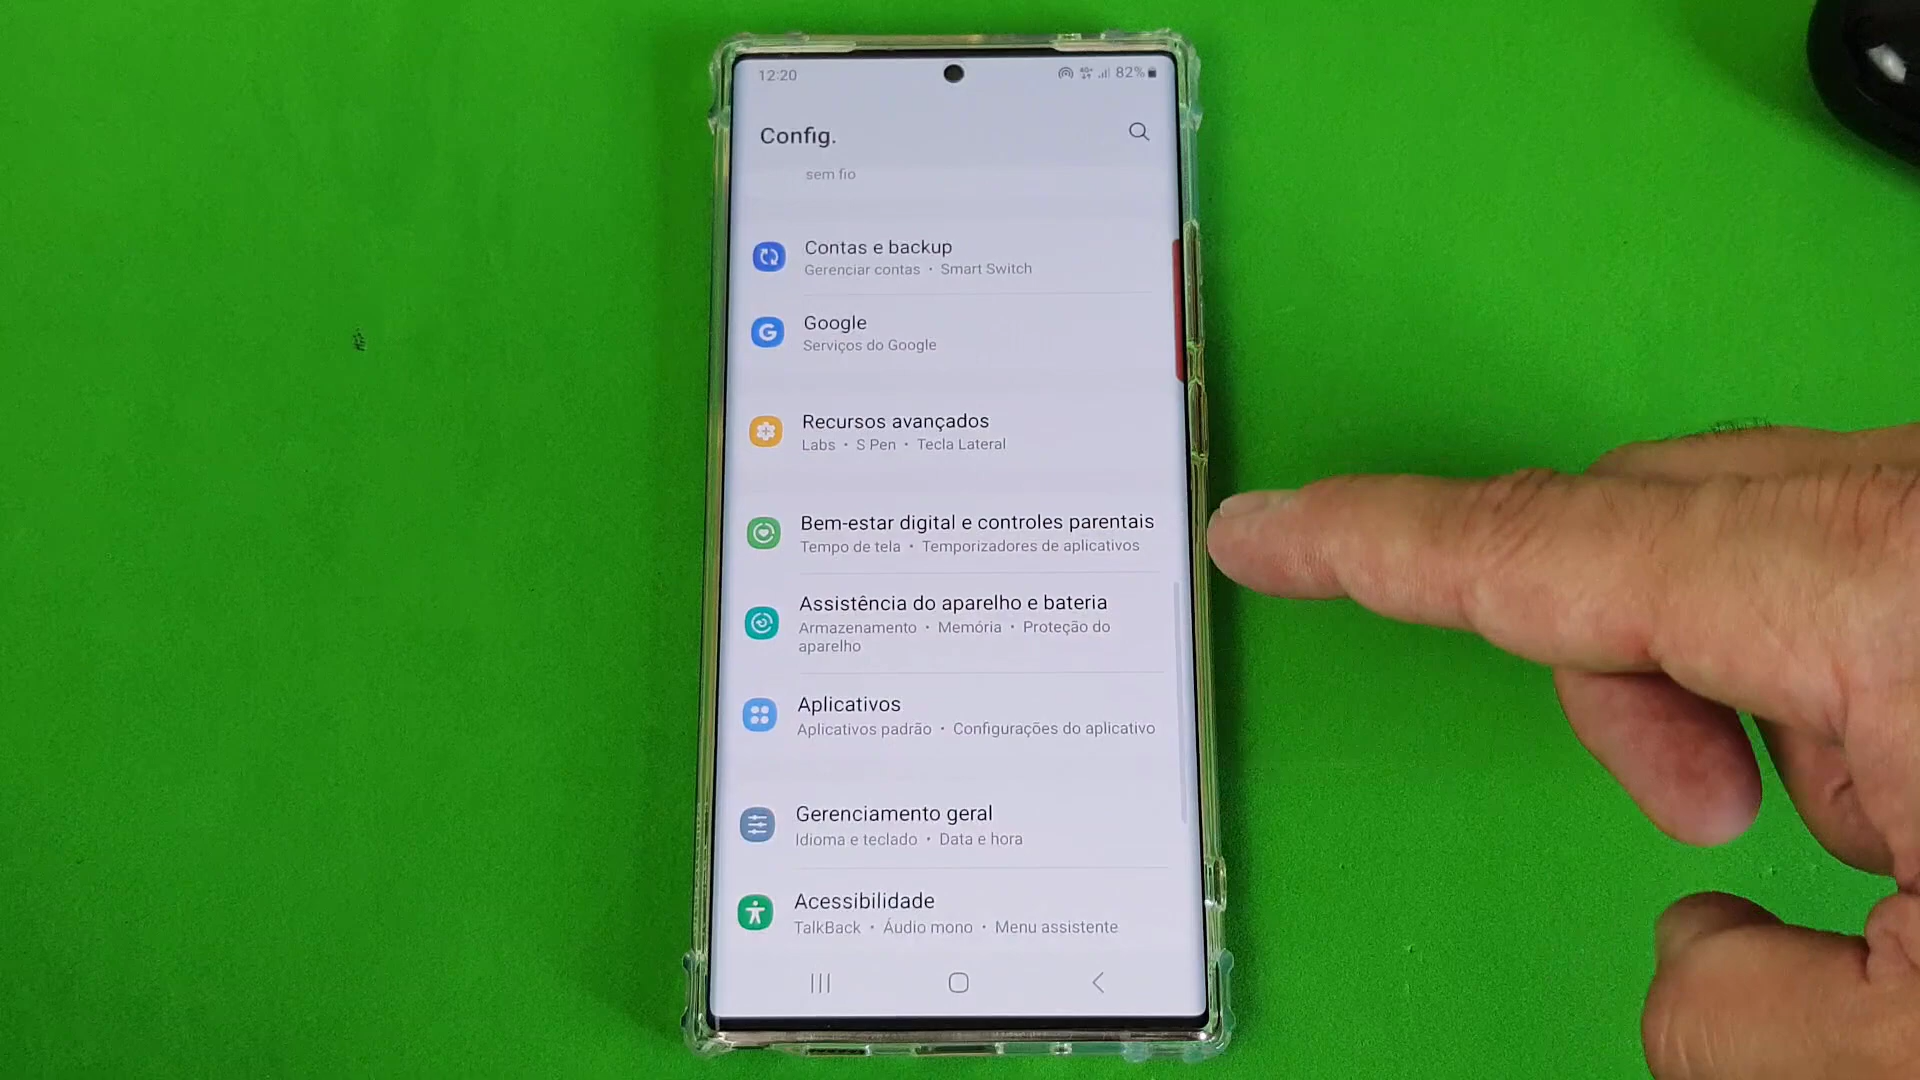 12:20
82%
Config.
sem fio
Contas e backup
Gerenciar contas • Smart Switch
Google
Serviços do Google
Recursos avançados
Labs • S Pen • Tecla Lateral
Bem-estar digital e controles parentais
Tempo de tela • Temporizadores de aplicativos
Assistência do aparelho e bateria
Armazenamento • Memória • Proteção do
aparelho
Aplicativos
Aplicativos padrão • Configurações do aplicativo
Gerenciamento geral
Idioma e teclado • Data e hora
Acessibilidade
TalkBack • Áudio mono • Menu assistente